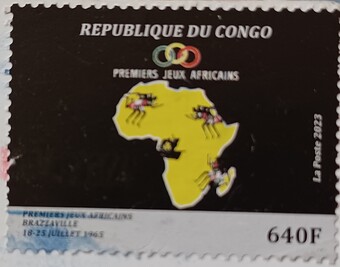 REPUBLIQUE DU CONGO
PREMIERS JEUX AFRICAINS
La Poste 2023
PREMIERS JEUX AFRICAINS
BRAZZAVILLE
18-25 JUILLET 1965
640F